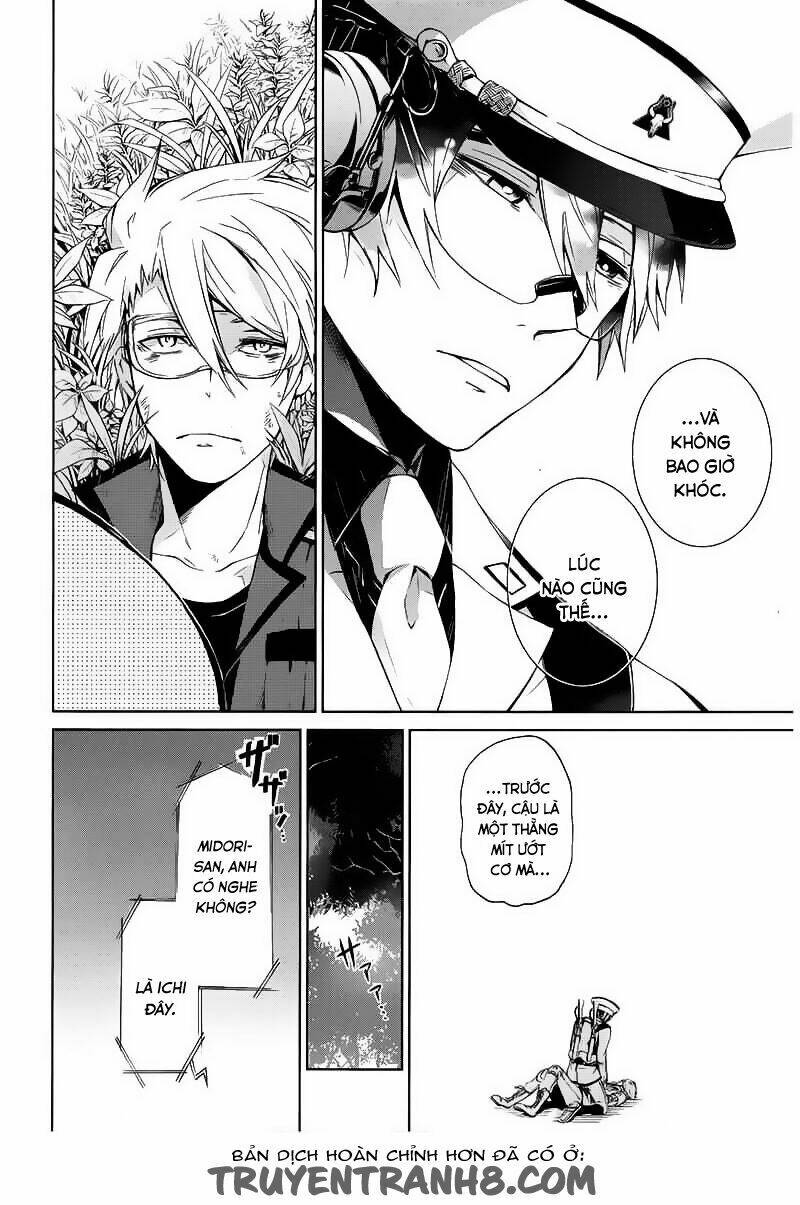 ...VÀ
KHÔNG
BAO GIỜ
KHÓC.
LÚC
NÀO CŨNG
THẾ...
...TRƯỚC
ĐÂY, CẬU LÀ
MỘT THẰNG
MÍT ƯỚT
CƠ MÀ...
ザァァァ...
ザザ...
MIDORI-
SAN, ANH
CÓ NGHE
KHÔNG?
LÀ ICHI
ĐÂY.
BẢN DỊCH HOÀN CHỈNH HƠN ĐÃ CÓ Ở:
TRUYENTRANH8.COM